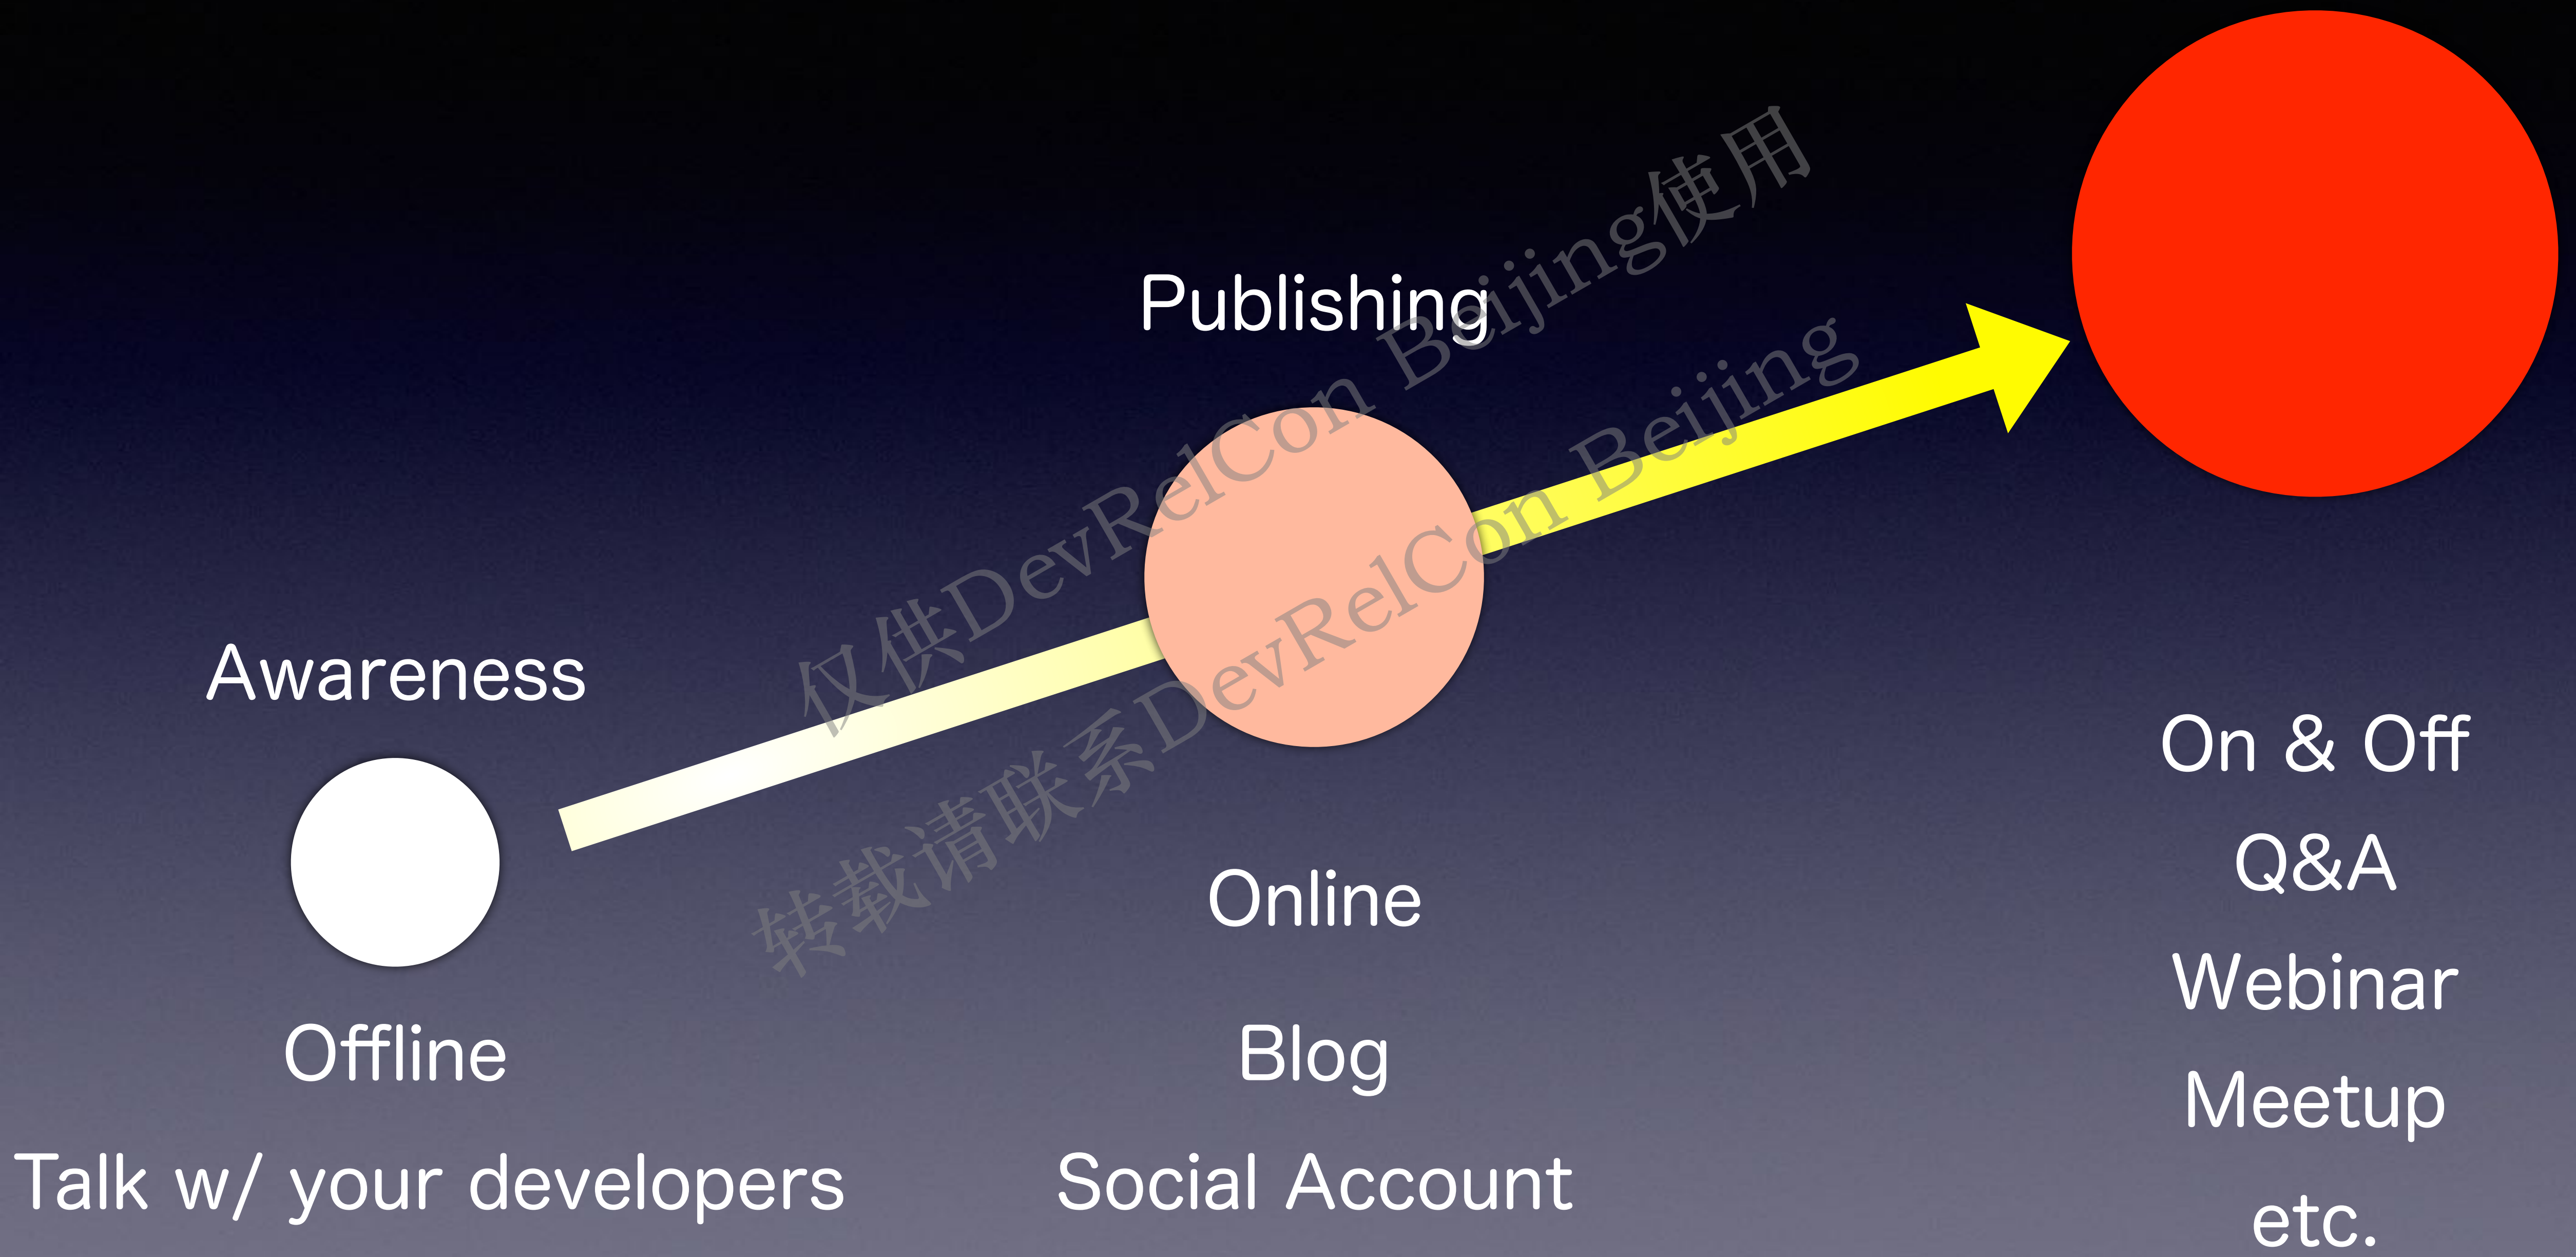 Awareness
Offline
Talk w/ your developers
Publishing
Online
Blog
Social Account
On & Off
Q&A
Webinar
Meetup
etc.
仅供DevRelCon Beijing使用
转载请联系DevRelCon Beijing